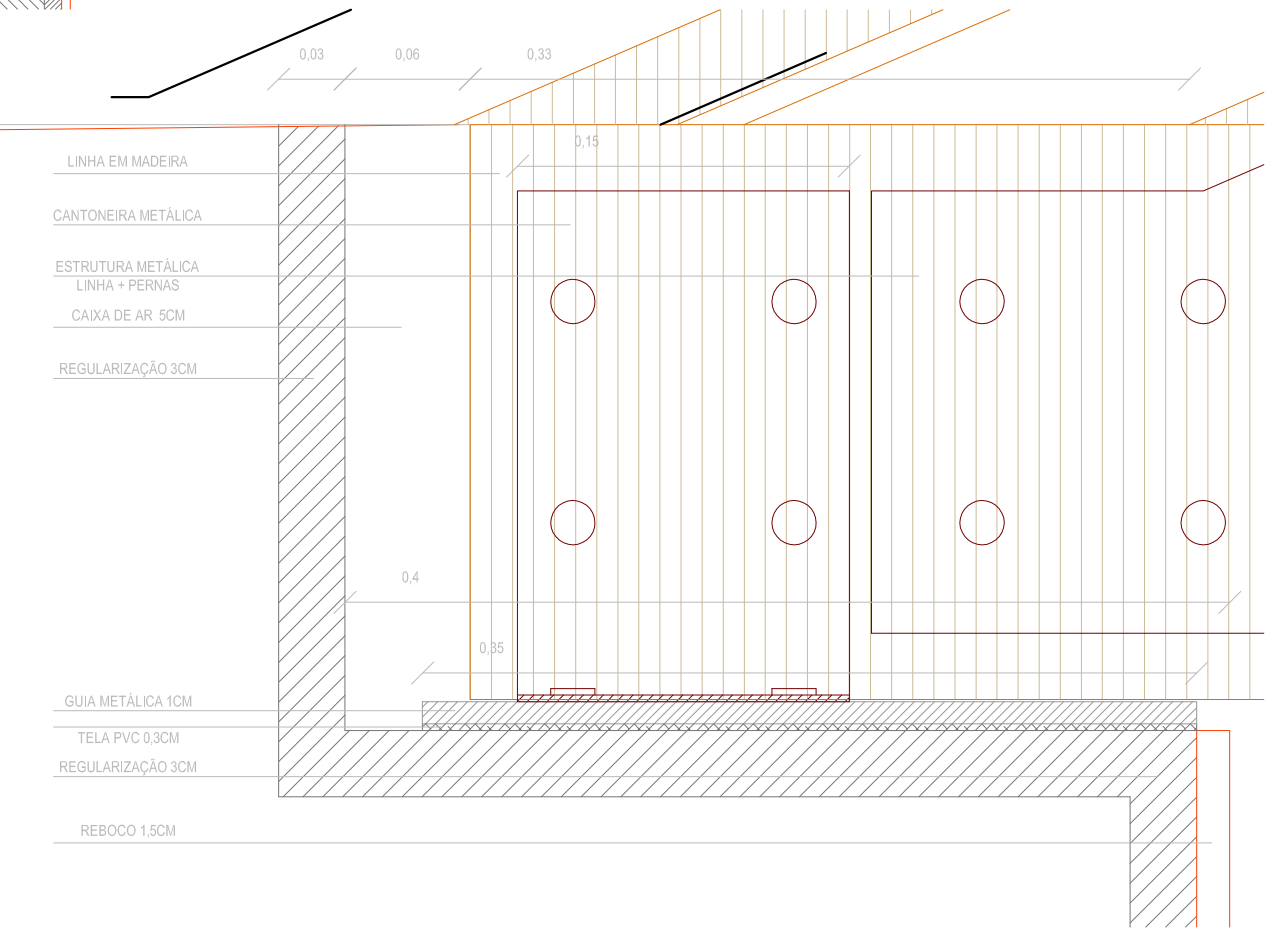 0,03
0,06
0,33
0,15
LINHA EM MADEIRA
CANTONEIRA METÁLICA
ESTRUTURA METÁLICA
LINHA + PERNAS
CAIXA DE AR 5CM
REGULARIZAÇÃO 3CM
0,4
0,35
GUIA METÁLICA 1CM
TELA PVC 0,3CM
REGULARIZAÇÃO 3CM
REBOCO 1,5CM